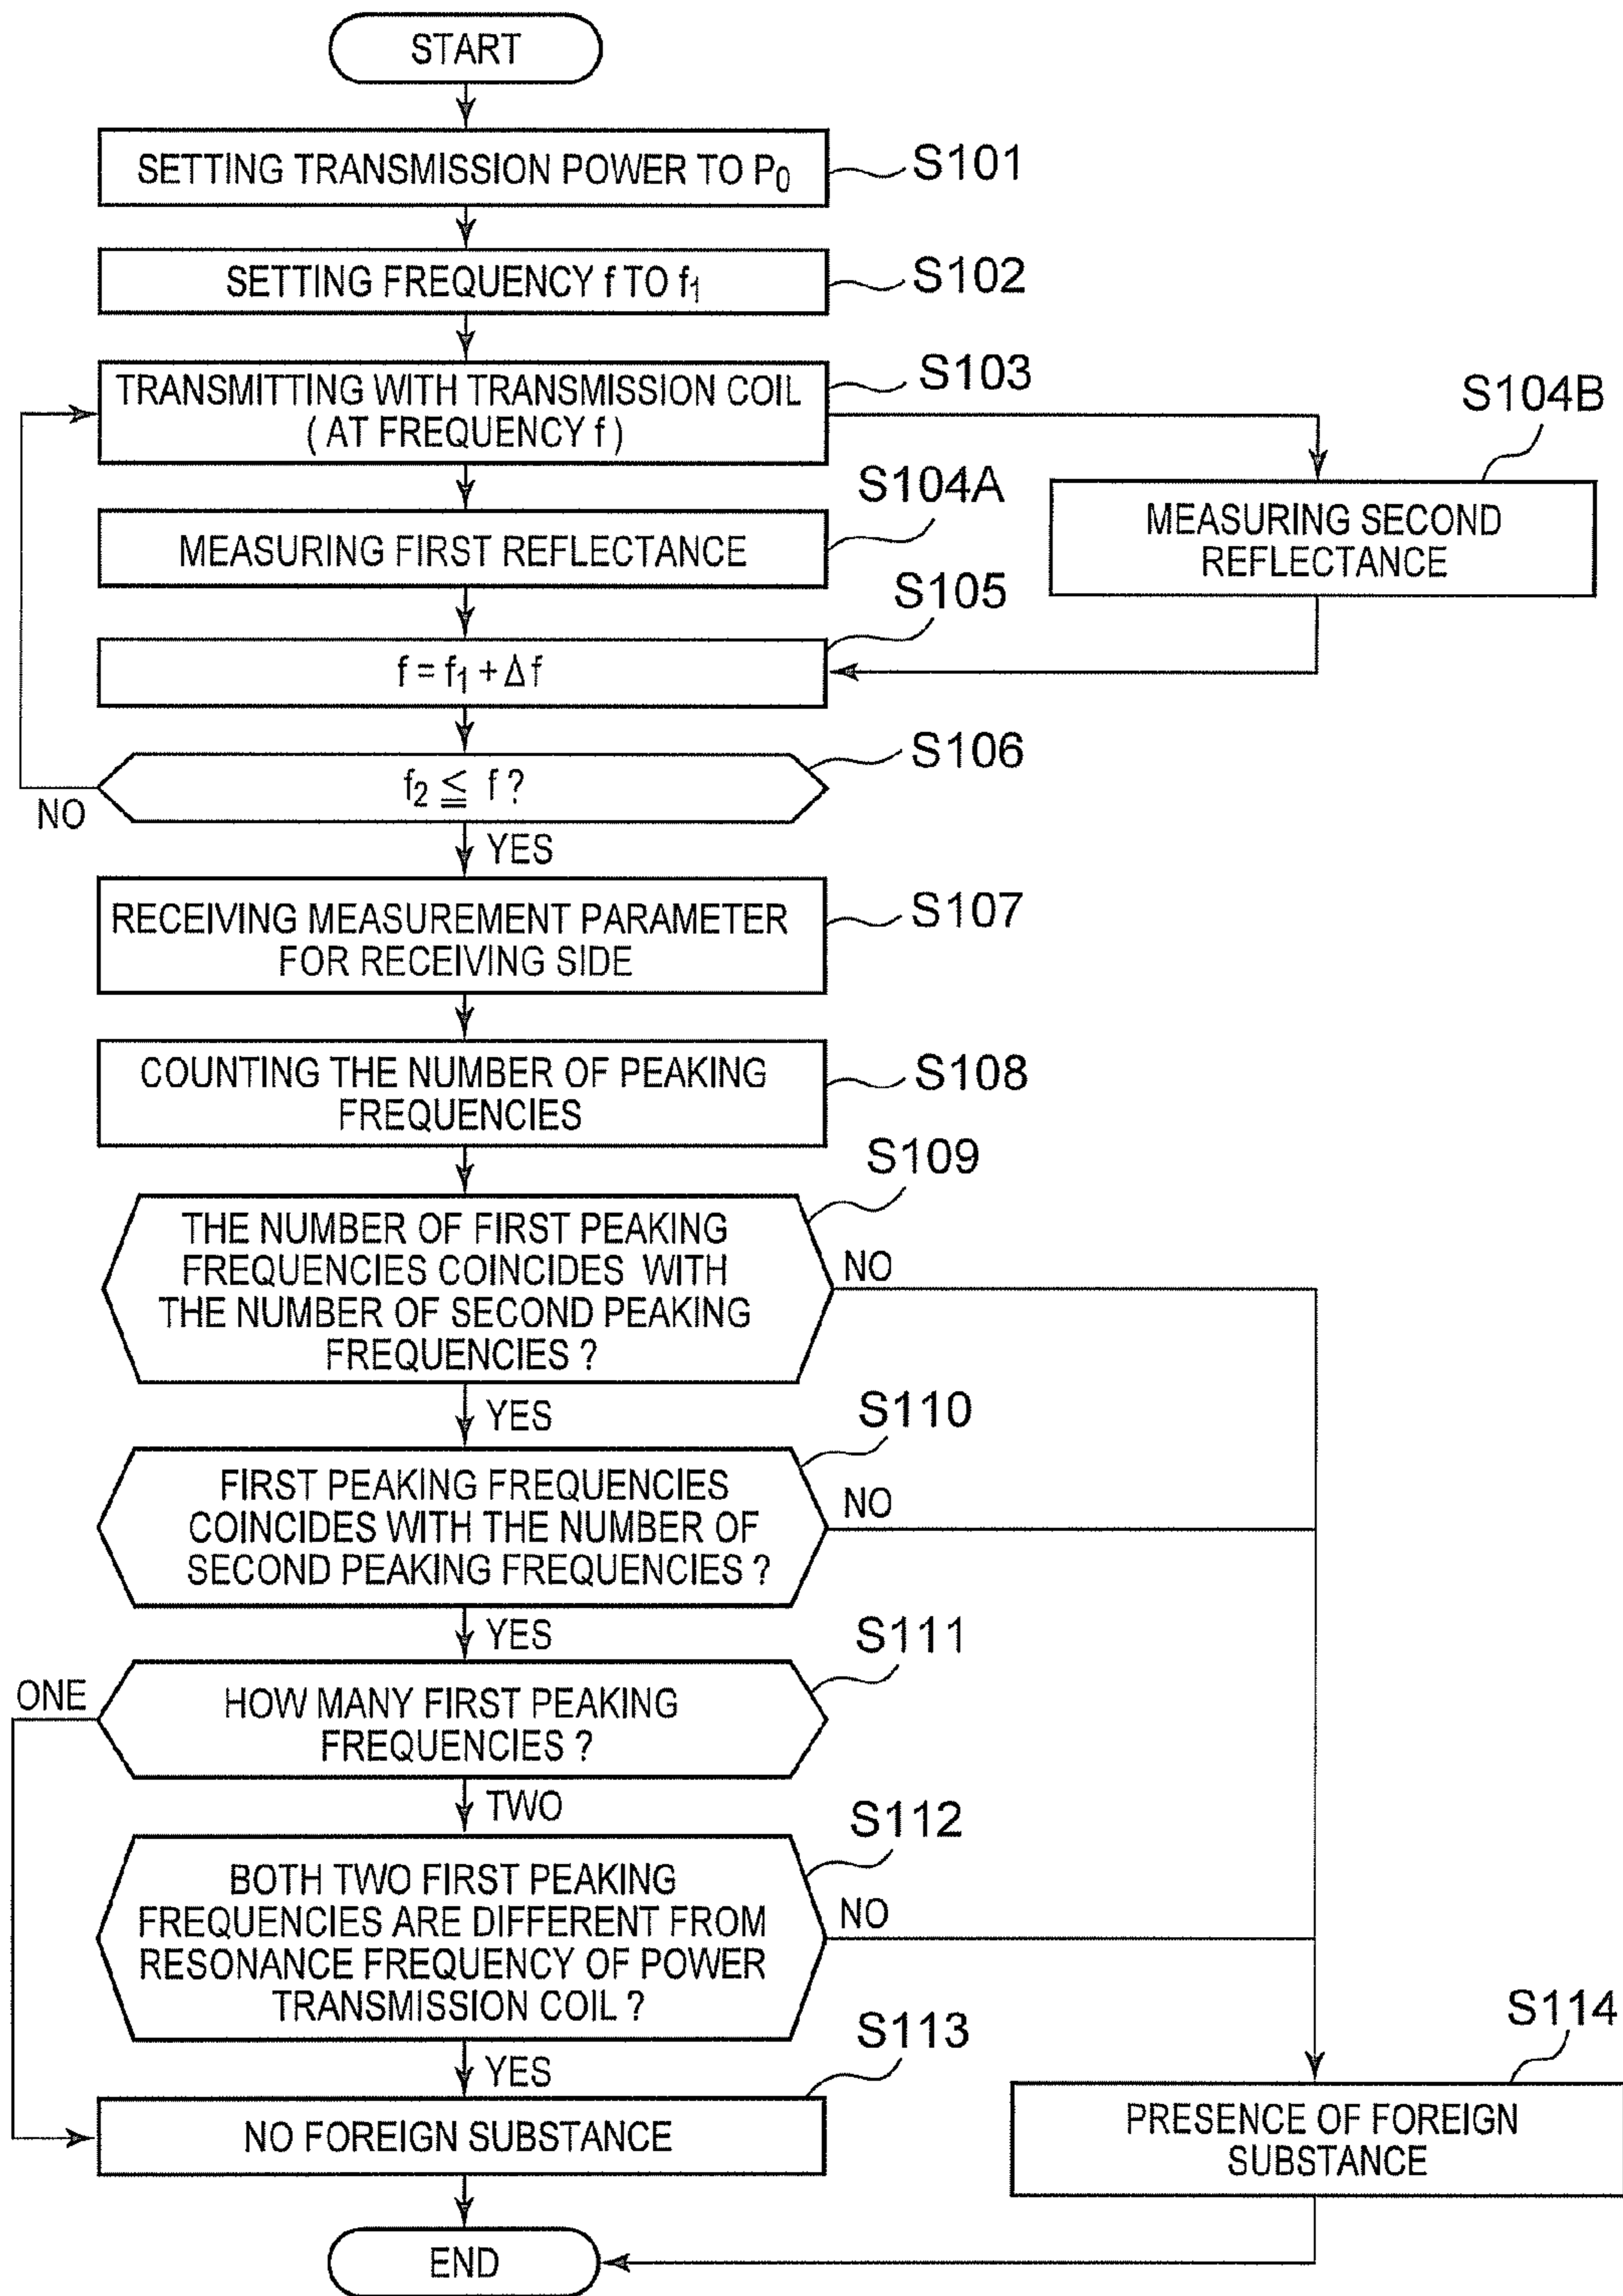 START
SETTING TRANSMISSION POWER TO P₀
S101
SETTING FREQUENCY f TO f₁
S102
TRANSMITTING WITH TRANSMISSION COIL
( AT FREQUENCY f )
S103
S104B
MEASURING SECOND
REFLECTANCE
S104A
MEASURING FIRST REFLECTANCE
S105
f = f₁ + Δf
S106
f₂ ≦ f ?
NO
YES
RECEIVING MEASUREMENT PARAMETER
FOR RECEIVING SIDE
S107
COUNTING THE NUMBER OF PEAKING
FREQUENCIES
S108
S109
THE NUMBER OF FIRST PEAKING
FREQUENCIES COINCIDES WITH
THE NUMBER OF SECOND PEAKING
FREQUENCIES ?
NO
YES
S110
FIRST PEAKING FREQUENCIES
COINCIDES WITH THE NUMBER OF
SECOND PEAKING FREQUENCIES ?
NO
YES
S111
ONE
HOW MANY FIRST PEAKING
FREQUENCIES ?
TWO
S112
BOTH TWO FIRST PEAKING
FREQUENCIES ARE DIFFERENT FROM
RESONANCE FREQUENCY OF POWER
TRANSMISSION COIL ?
NO
YES
S113
NO FOREIGN SUBSTANCE
S114
PRESENCE OF FOREIGN
SUBSTANCE
END